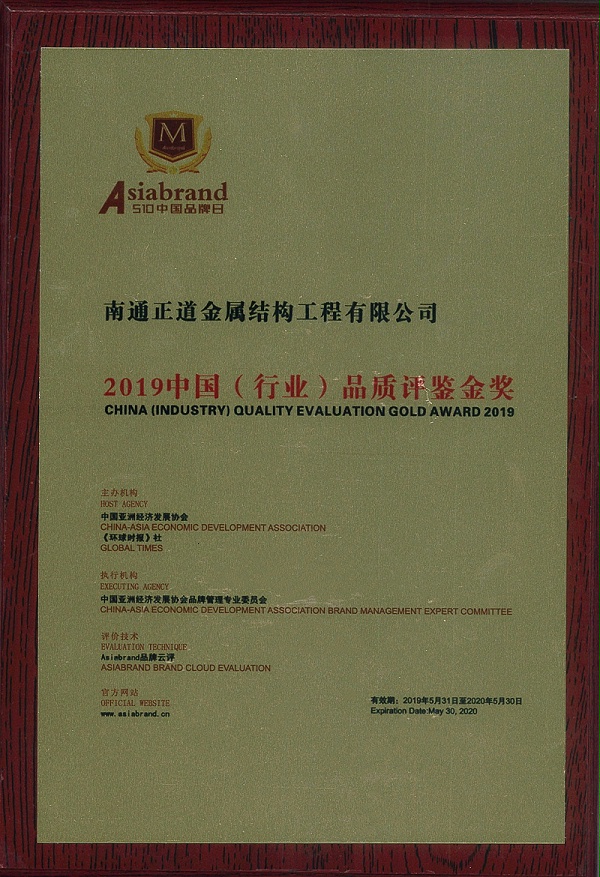 M
Asiabrand
510中国品牌日
南通正道金属结构工程有限公司
2019中国（行业）品质评鉴金奖
CHINA (INDUSTRY) QUALITY EVALUATION GOLD AWARD 2019
主办机构
HOST AGENCY
中国亚洲经济发展协会
CHINA-ASIA ECONOMIC DEVELOPMENT ASSOCIATION
《环球时报》社
GLOBAL TIMES
执行机构
EXECUTING AGENCY
中国亚洲经济发展协会品牌管理专业委员会
CHINA-ASIA ECONOMIC DEVELOPMENT ASSOCIATION BRAND MANAGEMENT EXPERT COMMITTEE
评价技术
EVALUATION TECHNIQUE
Asiabrand品牌云评
ASIABRAND BRAND CLOUD EVALUATION
官方网站
OFFICIAL WEBSITE
www.asiabrand.cn
有效期：2019年5月31日至2020年5月30日
Expiration Date:May 30, 2020